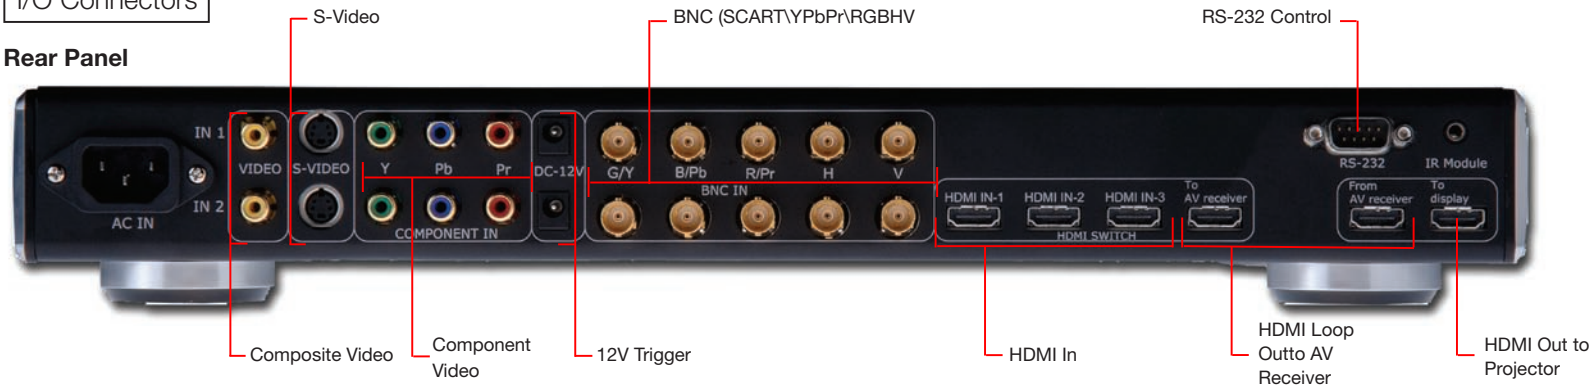 I/O Connectors
S-Video
BNC (SCART\YPbPr\RGBHV
RS-232 Control
Rear Panel
IN 1
VIDEO
S-VIDEO
Y
Pb
Pr
DC-12V
G/Y
B/Pb
R/Pr
H
V
RS-232
IR Module
BNC IN
IN 2
AC IN
COMPONENT IN
HDMI IN-1
HDMI IN-2
HDMI IN-3
To
AV receiver
HDMI SWITCH
From
AV receiver
To
display
Composite Video
Component
Video
12V Trigger
HDMI In
HDMI Loop
Outto AV
Receiver
HDMI Out to
Projector